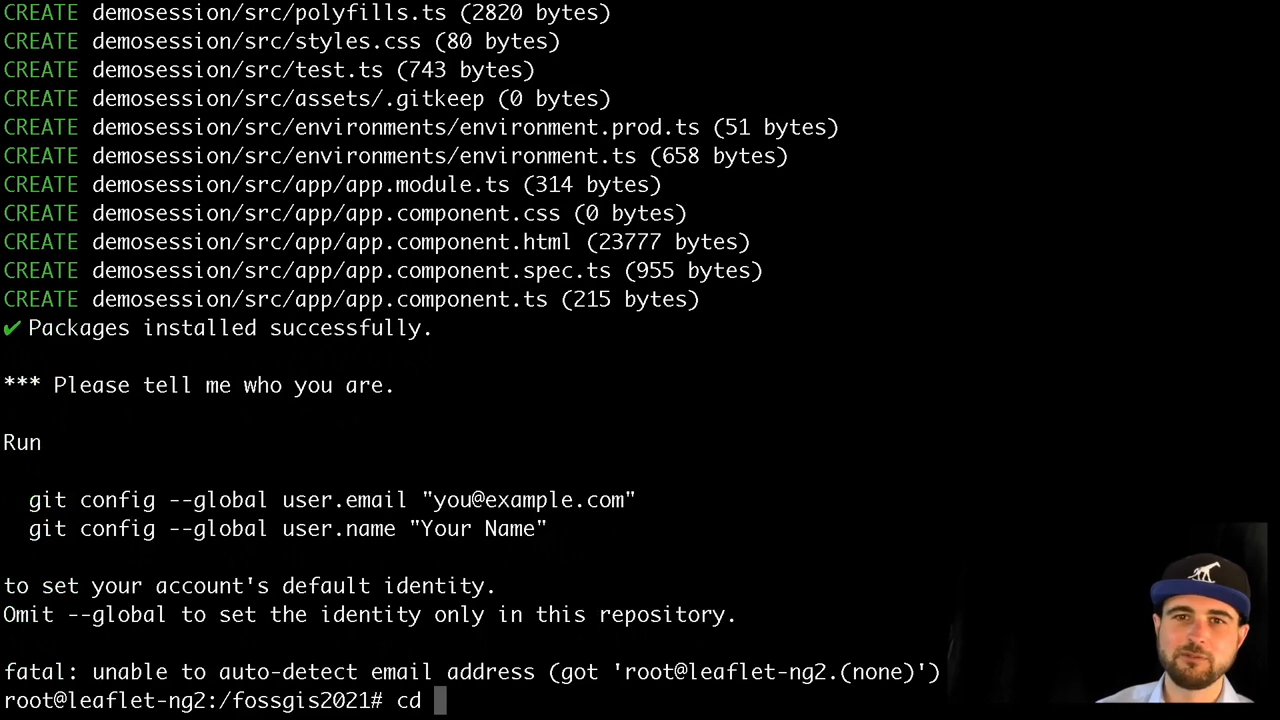 CREATE demosession/src/polyfills.ts (2820 bytes)
CREATE demosession/src/styles.css (80 bytes)
CREATE demosession/src/test.ts (743 bytes)
CREATE demosession/src/assets/.gitkeep (0 bytes)
CREATE demosession/src/environments/environment.prod.ts (51 bytes)
CREATE demosession/src/environments/environment.ts (658 bytes)
CREATE demosession/src/app/app.module.ts (314 bytes)
CREATE demosession/src/app/app.component.css (0 bytes)
CREATE demosession/src/app/app.component.html (23777 bytes)
CREATE demosession/src/app/app.component.spec.ts (955 bytes)
CREATE demosession/src/app/app.component.ts (215 bytes)
✔ Packages installed successfully.
*** Please tell me who you are.
Run
git config --global user.email "you@example.com"
git config --global user.name "Your Name"
to set your account's default identity.
Omit --global to set the identity only in this repository.
fatal: unable to auto-detect email address (got 'root@leaflet-ng2.(none)')
root@leaflet-ng2:/fossgis2021# cd